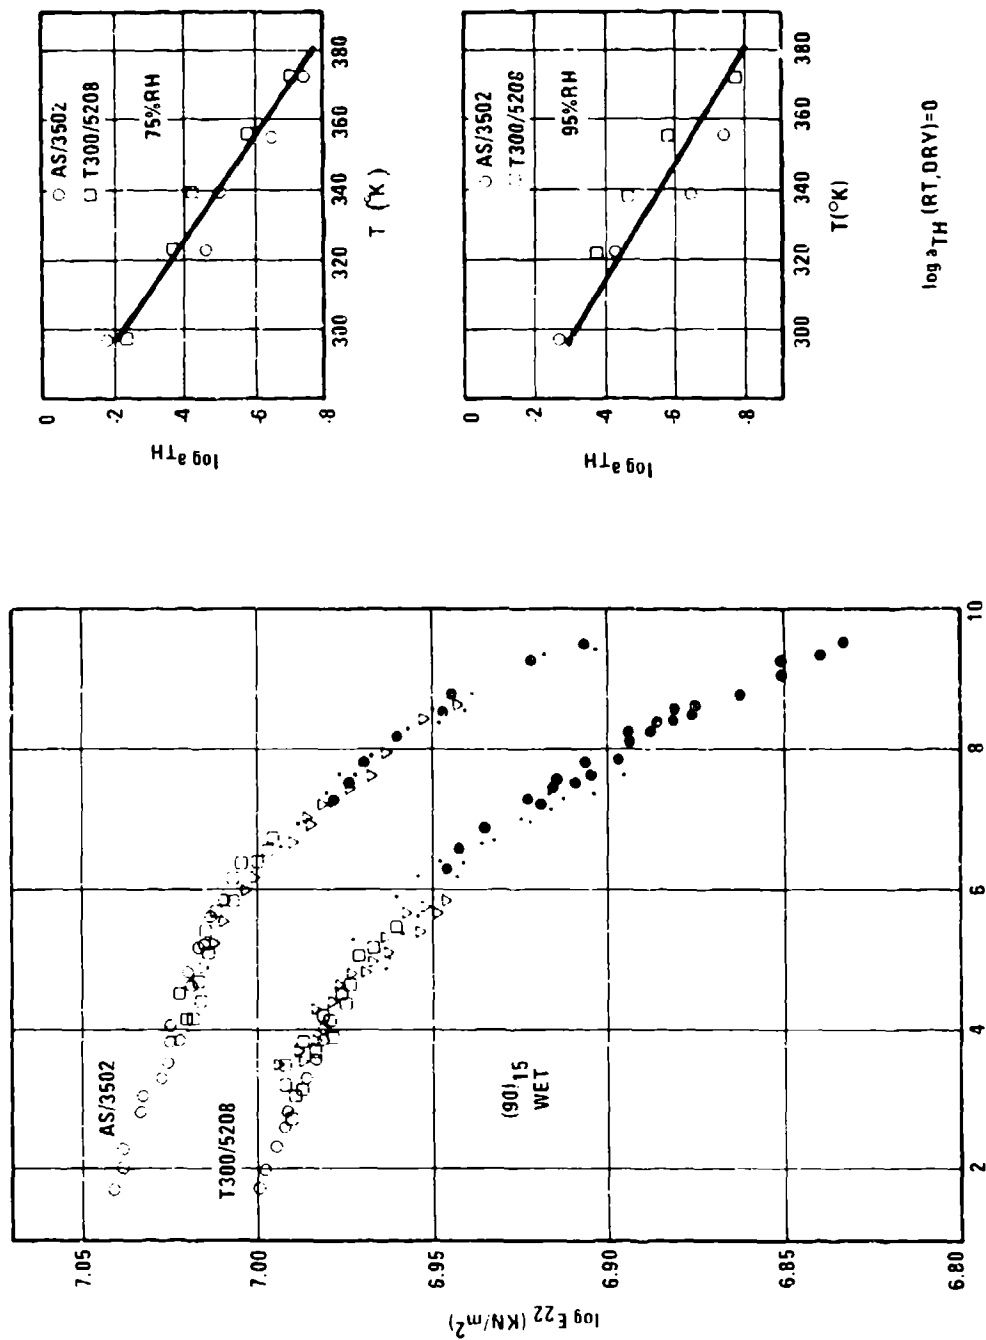 log E22 (KN/m2)
7.05
7.00
6.95
6.90
6.85
6.80
AS/3502
T300/5208
(90)15
WET
2
4
6
8
10
log aTH
0
-2
-4
-6
-8
○ AS/3502
□ T300/5208
75%RH
300
320
340
360
380
T (°K)
log aTH
0
-2
-4
-6
-8
○ AS/3502
□ T300/5208
95%RH
300
320
340
360
380
T(°K)
log aTH (RT,DRY)=0